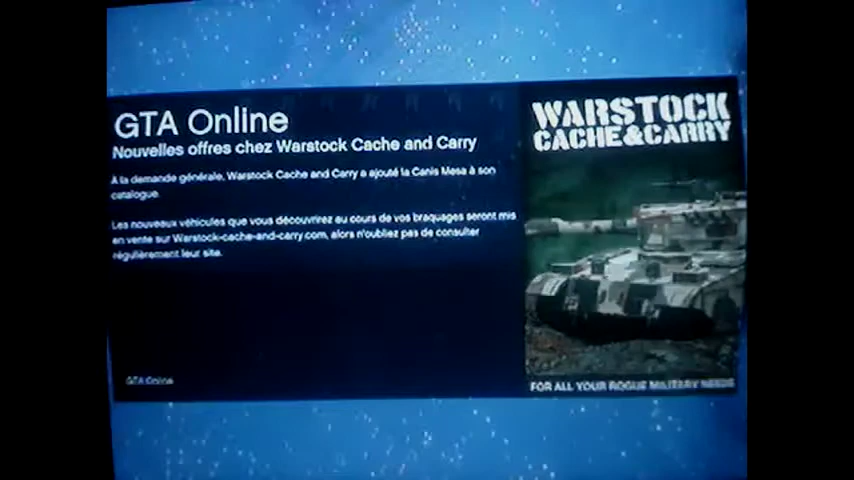 GTA Online
Nouvelles offres chez Warstock Cache and Carry
À la demande générale, Warstock Cache and Carry a ajouté la Canis Mesa à son
catalogue.
Les nouveaux véhicules que vous découvrirez au cours de vos braquages seront mis
en vente sur Warstock-cache-and-carry.com, alors n'oubliez pas de consulter
régulièrement leur site.
GTA Online
WARSTOCK
CACHE&CARRY
FOR ALL YOUR ROGUE MILITARY NEEDS